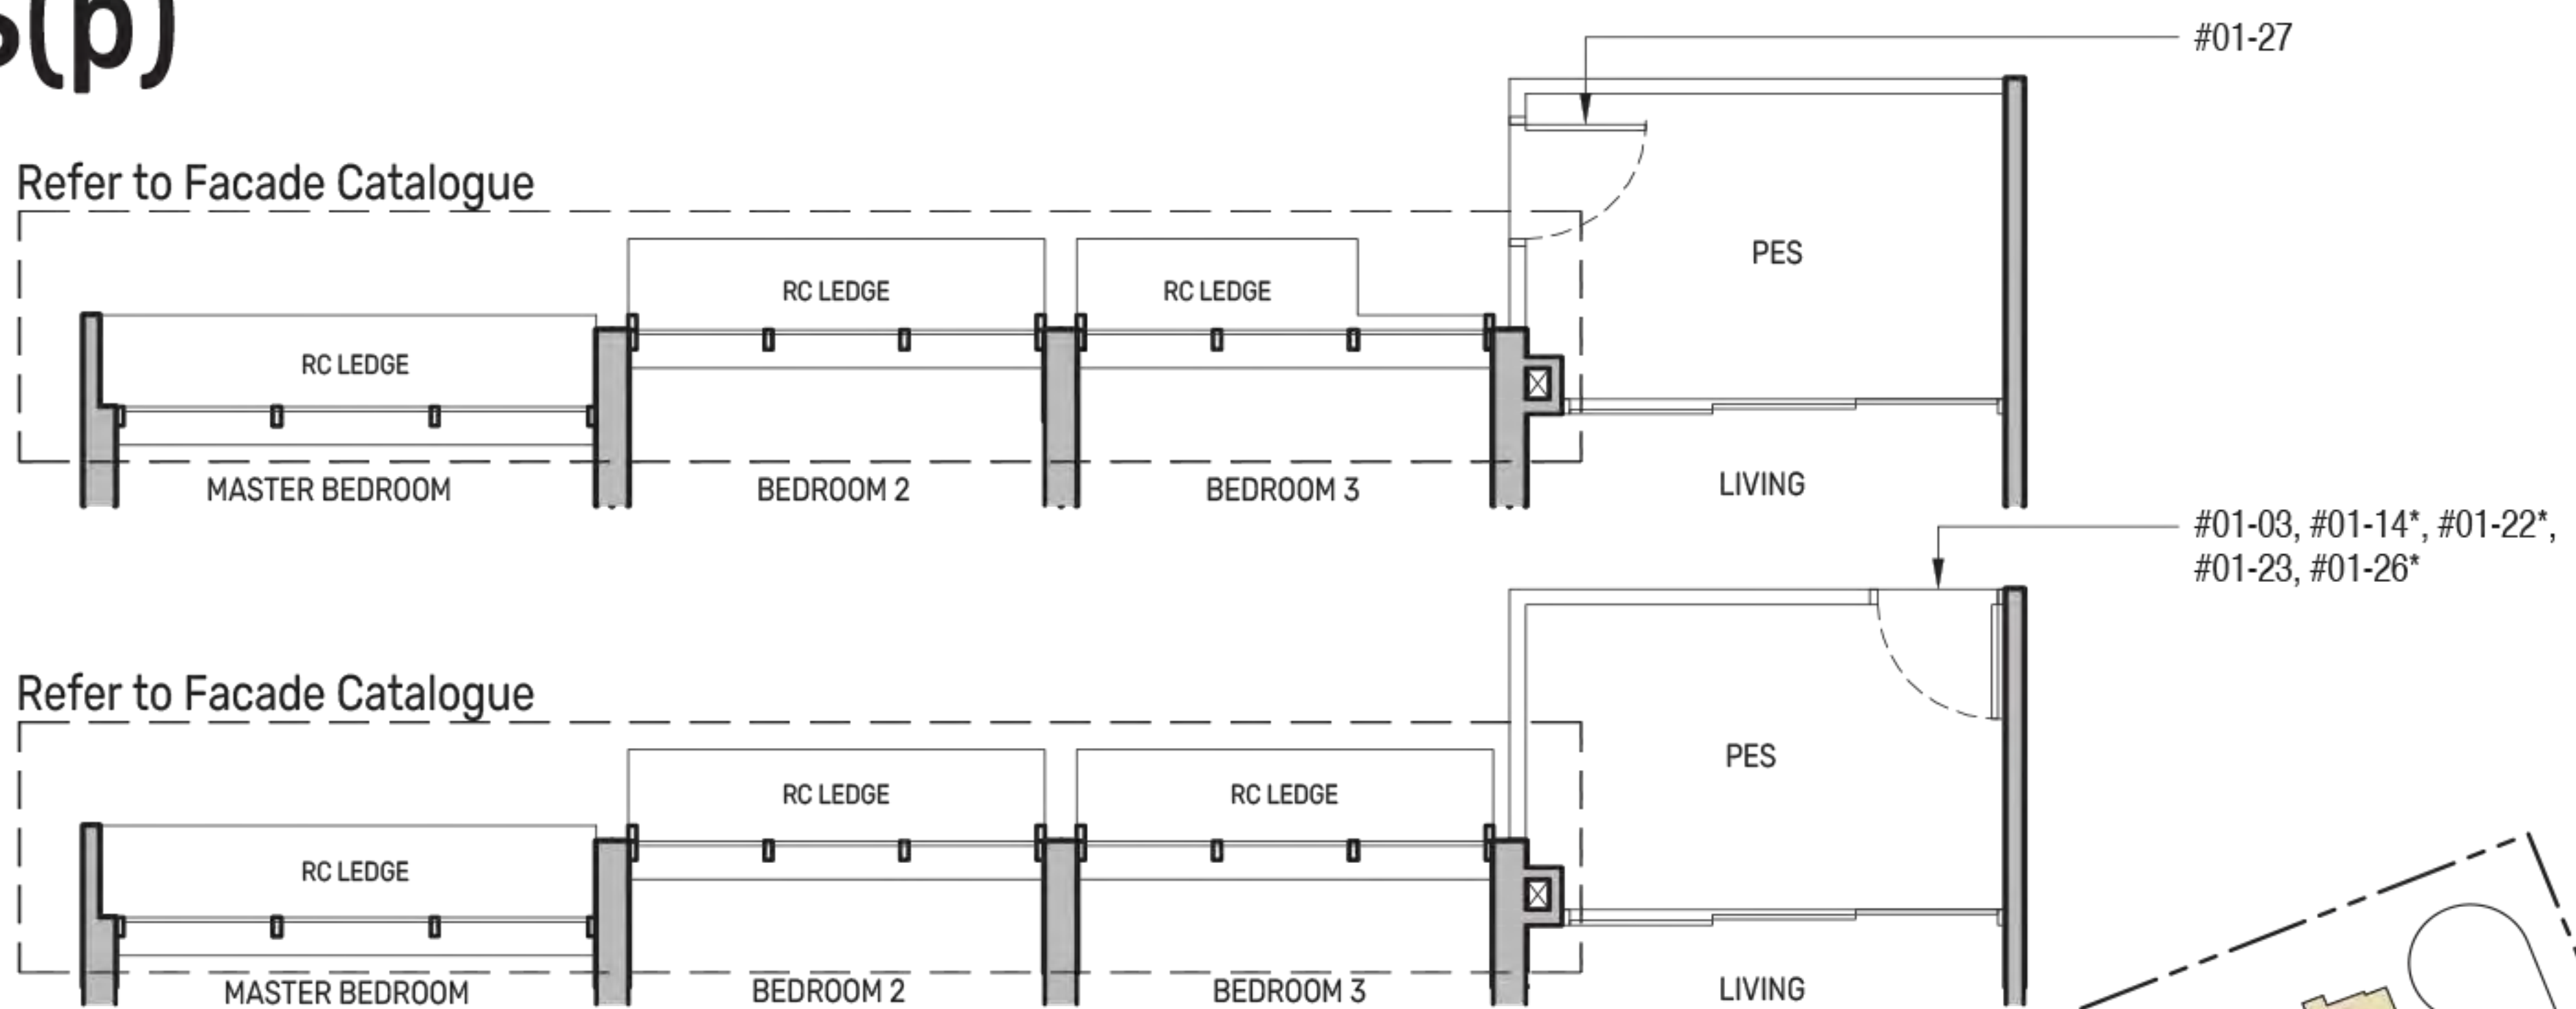 (p)
#01-27
Refer to Facade Catalogue
PES
RC LEDGE
RC LEDGE
RC LEDGE
MASTER BEDROOM
BEDROOM 2
BEDROOM 3
LIVING
#01-03, #01-14*, #01-22*,
#01-23, #01-26*
Refer to Facade Catalogue
PES
RC LEDGE
RC LEDGE
RC LEDGE
MASTER BEDROOM
BEDROOM 2
BEDROOM 3
LIVING